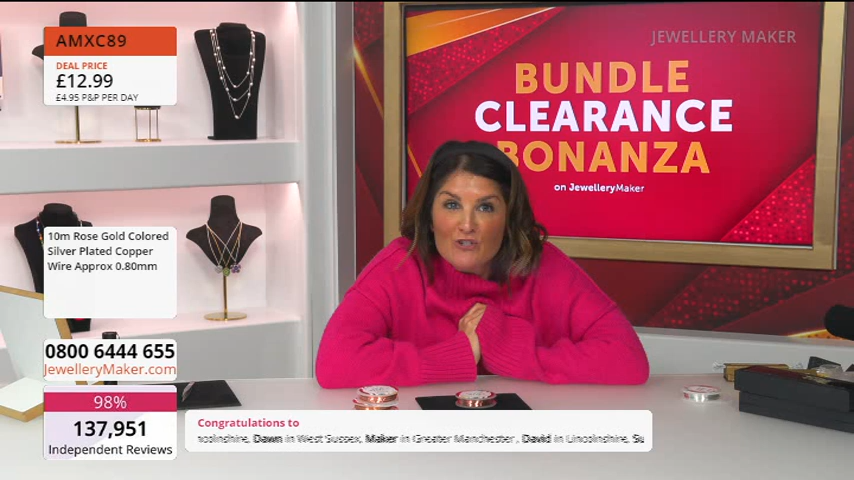 AMXC89
DEAL PRICE
£12.99
£4.95 P&P PER DAY
JEWELLERY MAKER
BUNDLE
CLEARANCE
BONANZA
on JewelleryMaker
10m Rose Gold Colored
Silver Plated Copper
Wire Approx 0.80mm
0800 6444 655
JewelleryMaker.com
98%
137,951
Independent Reviews
Congratulations to
ncolnshire, Dawn in West Sussex, Maker in Greater Manchester, David in Lincolnshire, Su